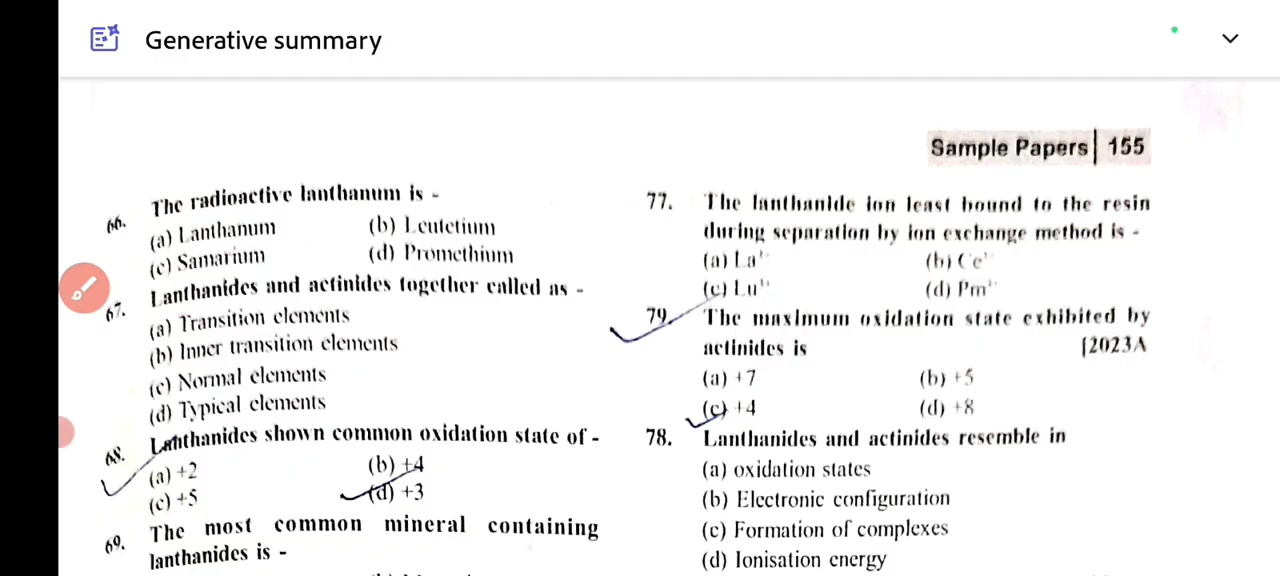 Generative summary
Sample Papers | 155
66. The radioactive lanthanum is -
(a) Lanthanum (b) Leutetium
(c) Samarium (d) Promethium
67. Lanthanides and actinides together called as -
(a) Transition elements
(b) Inner transition elements
(c) Normal elements
(d) Typical elements
68. Lanthanides shown common oxidation state of -
(a) +2 (b) +4
(c) +5 (d) +3
69. The most common mineral containing
lanthanides is -
77. The lanthanide ion least bound to the resin
during separation by ion exchange method is -
(a) La (b) Ce
(c) Lu (d) Pm
79. The maximum oxidation state exhibited by
actinides is [2023A
(a) +7 (b) +5
(c) +4 (d) +8
78. Lanthanides and actinides resemble in
(a) oxidation states
(b) Electronic configuration
(c) Formation of complexes
(d) Ionisation energy